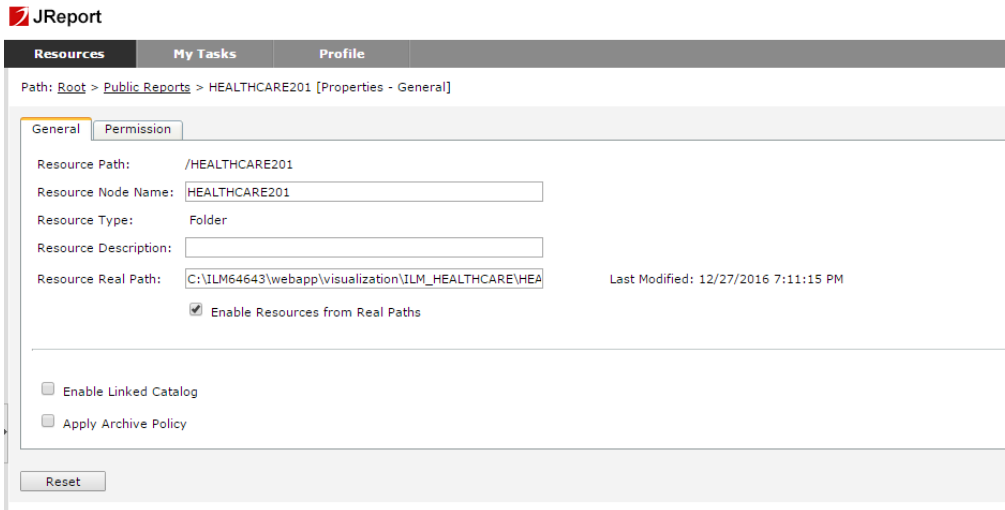 JReport
Resources My Tasks Profile
Path: Root > Public Reports > HEALTHCARE201 [Properties - General]
General Permission
Resource Path: /HEALTHCARE201
Resource Node Name: HEALTHCARE201
Resource Type: Folder
Resource Description:
Resource Real Path: C:\ILM64643\webapp\visualization\ILM_HEALTHCARE\HEA Last Modified: 12/27/2016 7:11:15 PM
Enable Resources from Real Paths
Enable Linked Catalog
Apply Archive Policy
Reset